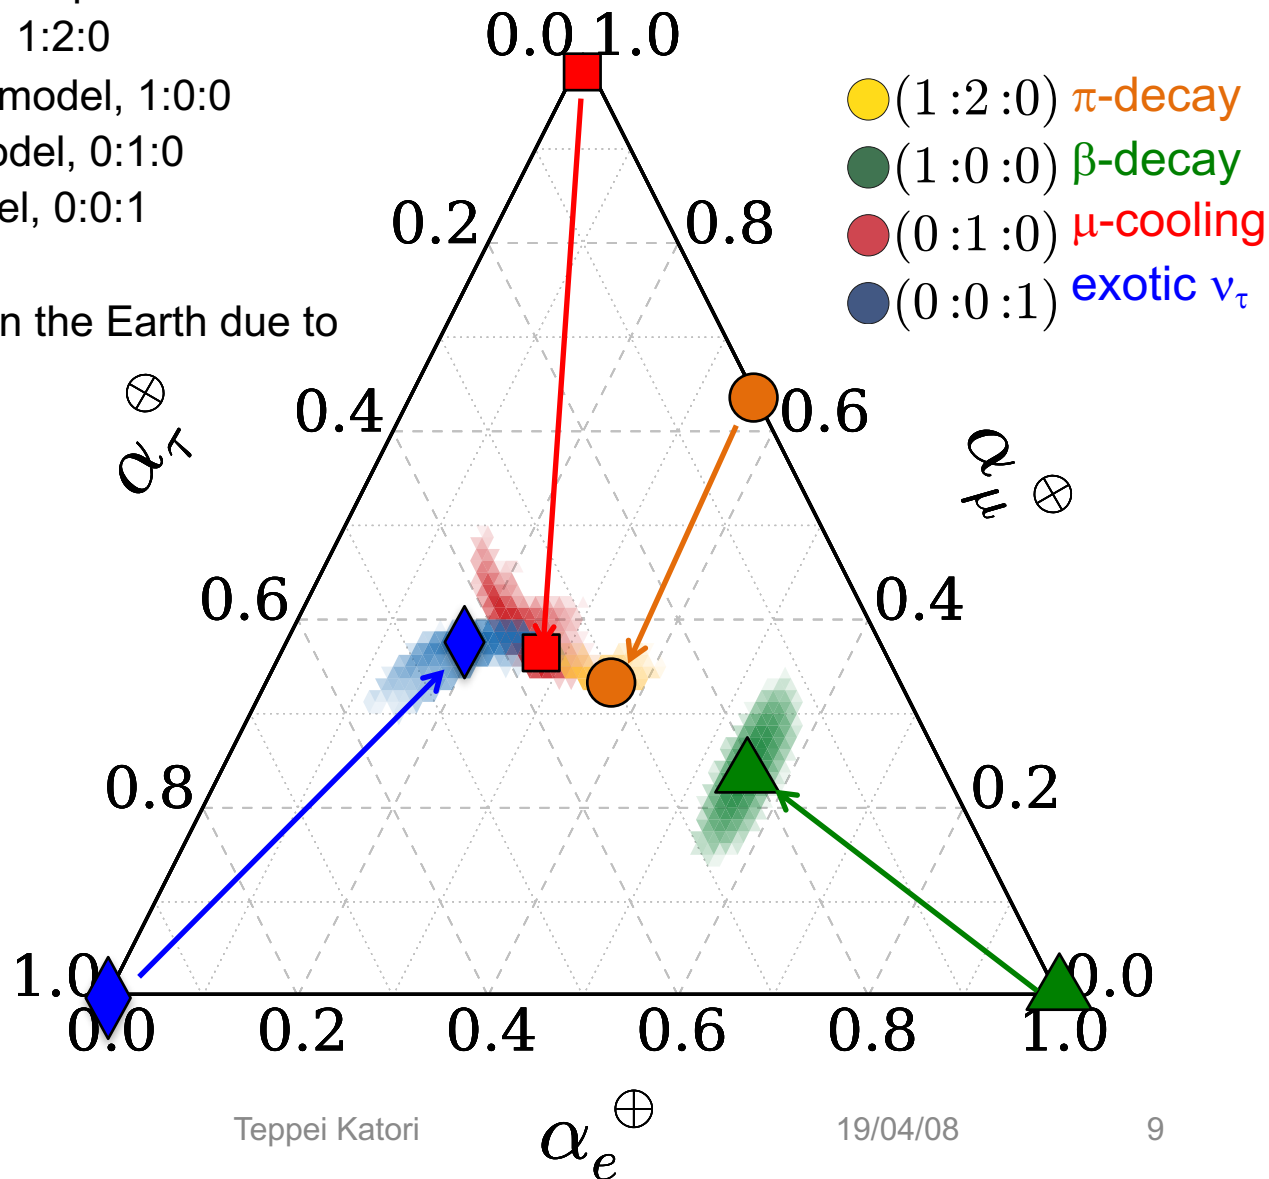 1:2:0
model, 1:0:0
odel, 0:1:0
el, 0:0:1
n the Earth due to
(1:2:0) π-decay
(1:0:0) β-decay
(0:1:0) μ-cooling
(0:0:1) exotic ντ
0.0 1.0
0.2 0.8
0.4 0.6
0.6 0.4
0.8 0.2
1.0 0.0
0.0 0.2 0.4 0.6 0.8 1.0
ατ⊗
αμ⊗
αe⊕
Teppei Katori 19/04/08 9